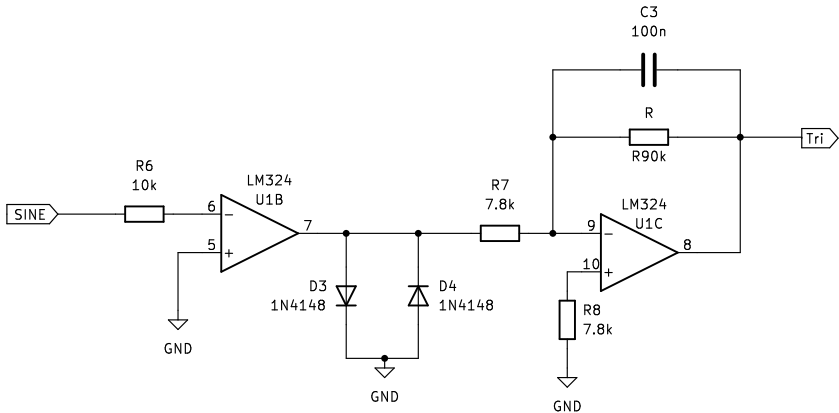 C3
100n
R
R90k
Tri
R6
10k
LM324
U1B
SINE
6
5
7
R7
7.8k
LM324
U1C
9
10
8
D3
1N4148
D4
1N4148
R8
7.8k
GND
GND
GND